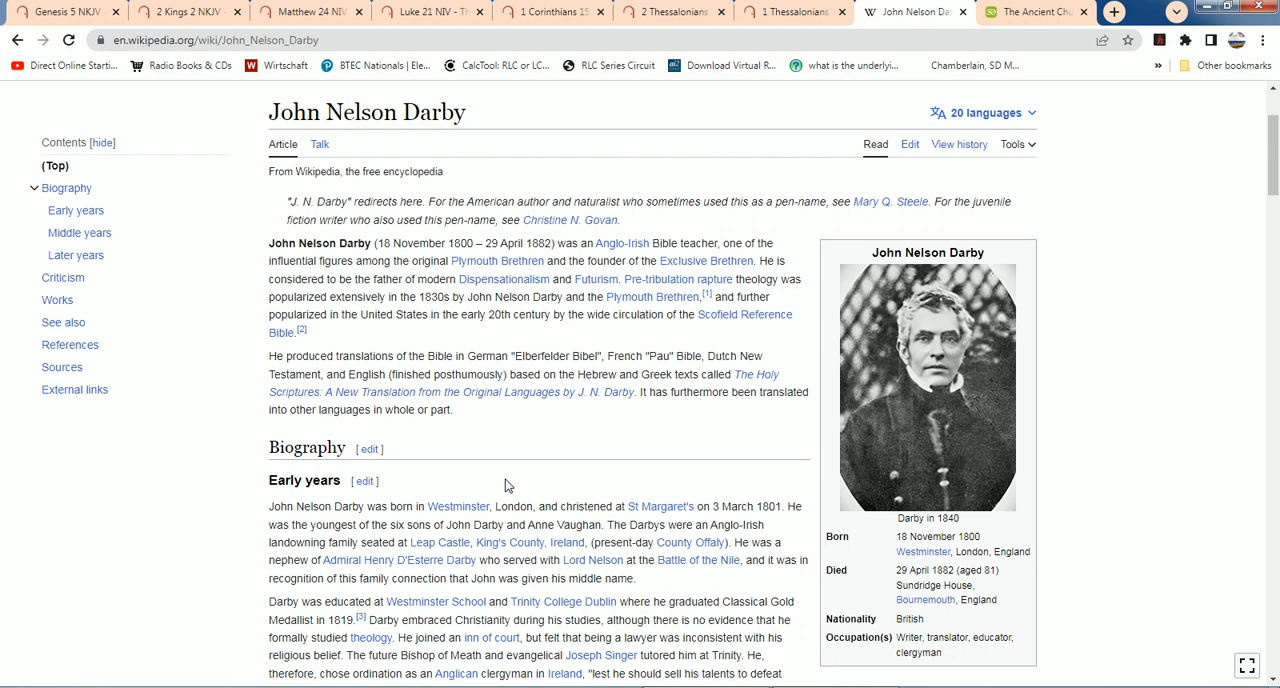 Genesis 5 NKJV
2 Kings 2 NKJV -
Matthew 24 NIV
Luke 21 NIV - Tr
1 Corinthians 15
2 Thessalonians
1 Thessalonians
W John Nelson Dar
The Ancient Chu
en.wikipedia.org/wiki/John_Nelson_Darby
Direct Online Starti...
Radio Books & CDs
W Wirtschaft
BTEC Nationals | Ele...
CalcTool: RLC or LC...
RLC Series Circuit
Download Virtual R...
what is the underlyi...
Chamberlain, SD M...
»
Other bookmarks
John Nelson Darby
20 languages
Contents [hide]
(Top)
Biography
Early years
Middle years
Later years
Criticism
Works
See also
References
Sources
External links
Article Talk
Read Edit View history Tools
From Wikipedia, the free encyclopedia
"J. N. Darby" redirects here. For the American author and naturalist who sometimes used this as a pen-name, see Mary Q. Steele. For the juvenile
fiction writer who also used this pen-name, see Christine N. Govan.
John Nelson Darby (18 November 1800 – 29 April 1882) was an Anglo-Irish Bible teacher, one of the
influential figures among the original Plymouth Brethren and the founder of the Exclusive Brethren. He is
considered to be the father of modern Dispensationalism and Futurism. Pre-tribulation rapture theology was
popularized extensively in the 1830s by John Nelson Darby and the Plymouth Brethren,[1] and further
popularized in the United States in the early 20th century by the wide circulation of the Scofield Reference
Bible.[2]
He produced translations of the Bible in German "Elberfelder Bibel", French "Pau" Bible, Dutch New
Testament, and English (finished posthumously) based on the Hebrew and Greek texts called The Holy
Scriptures: A New Translation from the Original Languages by J. N. Darby. It has furthermore been translated
into other languages in whole or part.
Biography [ edit ]
Early years [ edit ]
John Nelson Darby was born in Westminster, London, and christened at St Margaret's on 3 March 1801. He
was the youngest of the six sons of John Darby and Anne Vaughan. The Darbys were an Anglo-Irish
landowning family seated at Leap Castle, King's County, Ireland, (present-day County Offaly). He was a
nephew of Admiral Henry D'Esterre Darby who served with Lord Nelson at the Battle of the Nile, and it was in
recognition of this family connection that John was given his middle name.
Darby was educated at Westminster School and Trinity College Dublin where he graduated Classical Gold
Medallist in 1819.[3] Darby embraced Christianity during his studies, although there is no evidence that he
formally studied theology. He joined an inn of court, but felt that being a lawyer was inconsistent with his
religious belief. The future Bishop of Meath and evangelical Joseph Singer tutored him at Trinity. He,
therefore, chose ordination as an Anglican clergyman in Ireland, "lest he should sell his talents to defeat
John Nelson Darby
Darby in 1840
Born 18 November 1800
Westminster, London, England
Died 29 April 1882 (aged 81)
Sundridge House,
Bournemouth, England
Nationality British
Occupation(s) Writer, translator, educator,
clergyman